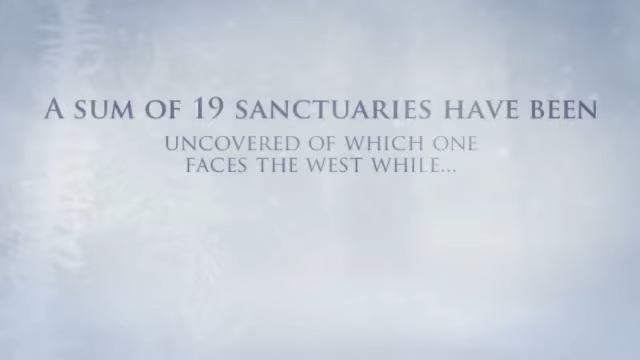 A SUM OF 19 SANCTUARIES HAVE BEEN
UNCOVERED OF WHICH ONE
FACES THE WEST WHILE...